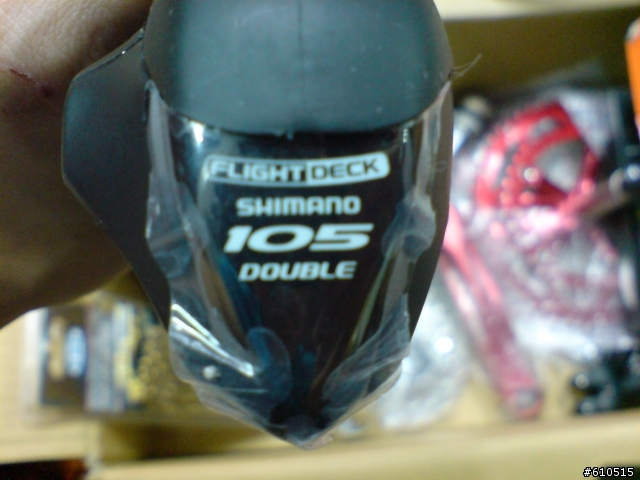 FLIGHT DECK
SHIMANO
105
DOUBLE
#610515